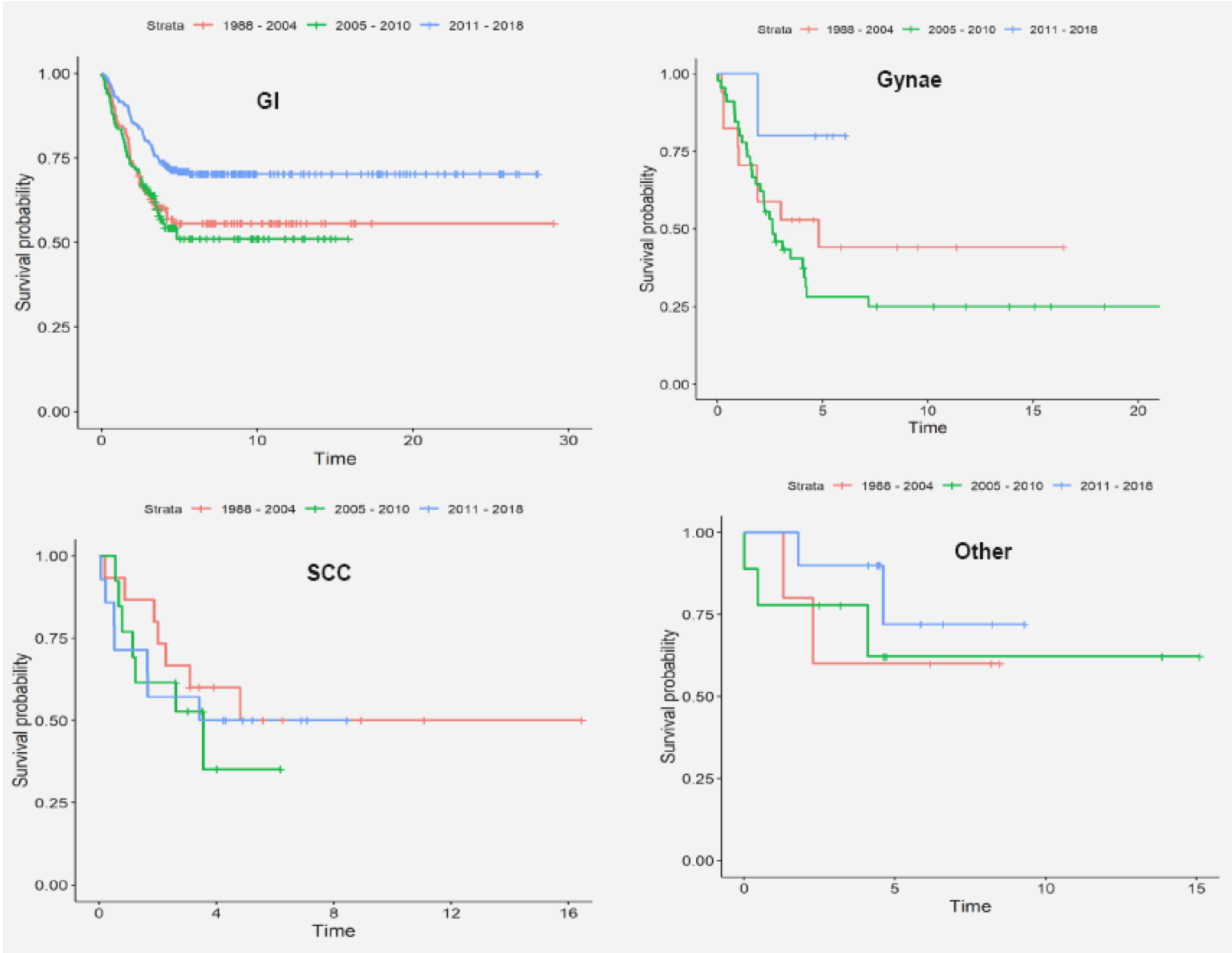 Strata 1988 - 2004 2005 - 2010 2011 - 2018
GI
Survival probability
1.00
0.75
0.50
0.25
0.00
0 10 20 30
Time
Strata 1988 - 2004 2005 - 2010 2011 - 2018
Gynae
Survival probability
1.00
0.75
0.50
0.25
0.00
0 5 10 15 20
Time
Strata 1988 - 2004 2005 - 2010 2011 - 2018
SCC
Survival probability
1.00
0.75
0.50
0.25
0.00
0 4 8 12 16
Time
Strata 1988 - 2004 2005 - 2010 2011 - 2018
Other
Survival probability
1.00
0.75
0.50
0.25
0.00
0 5 10 15
Time